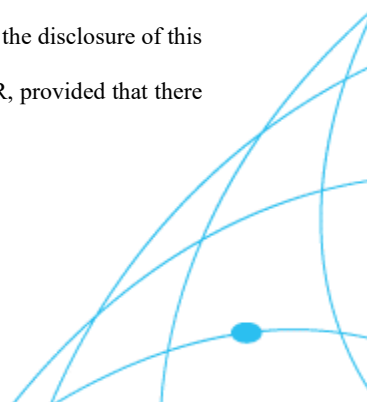 the disclosure of this
R, provided that there